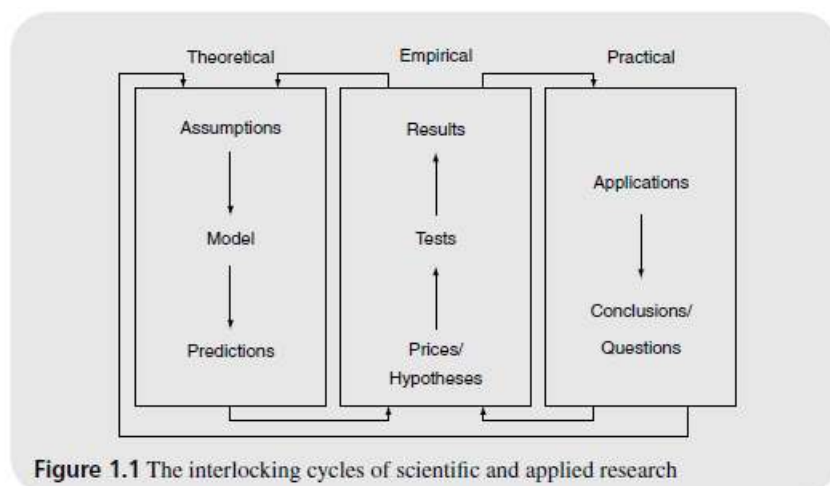 Theoretical
Empirical
Practical
Assumptions
Model
Predictions
Results
Tests
Prices/
Hypotheses
Applications
Conclusions/
Questions
Figure 1.1 The interlocking cycles of scientific and applied research